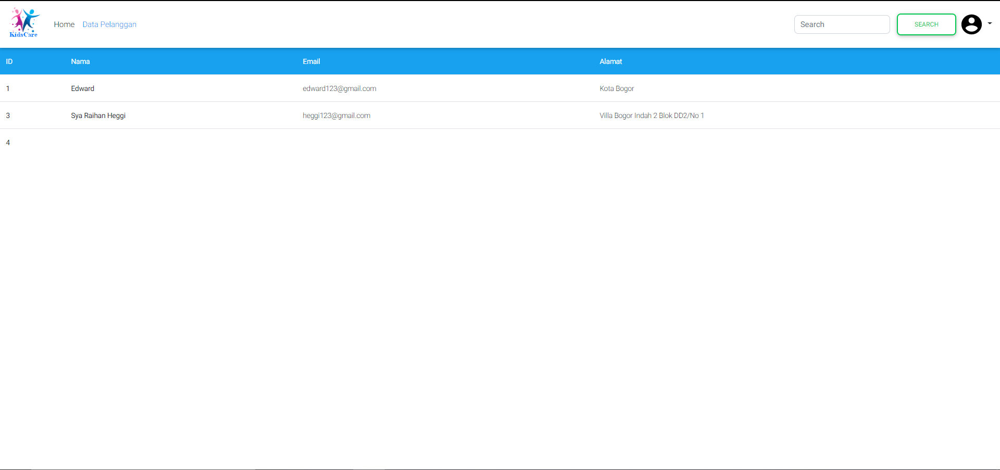 KidsCare
Home Data Pelanggan
Search SEARCH
ID Nama Email Alamat
1 Edward edward123@gmail.com Kota Bogor
3 Sya Raihan Heggi heggi123@gmail.com Villa Bogor Indah 2 Blok DD2/No 1
4